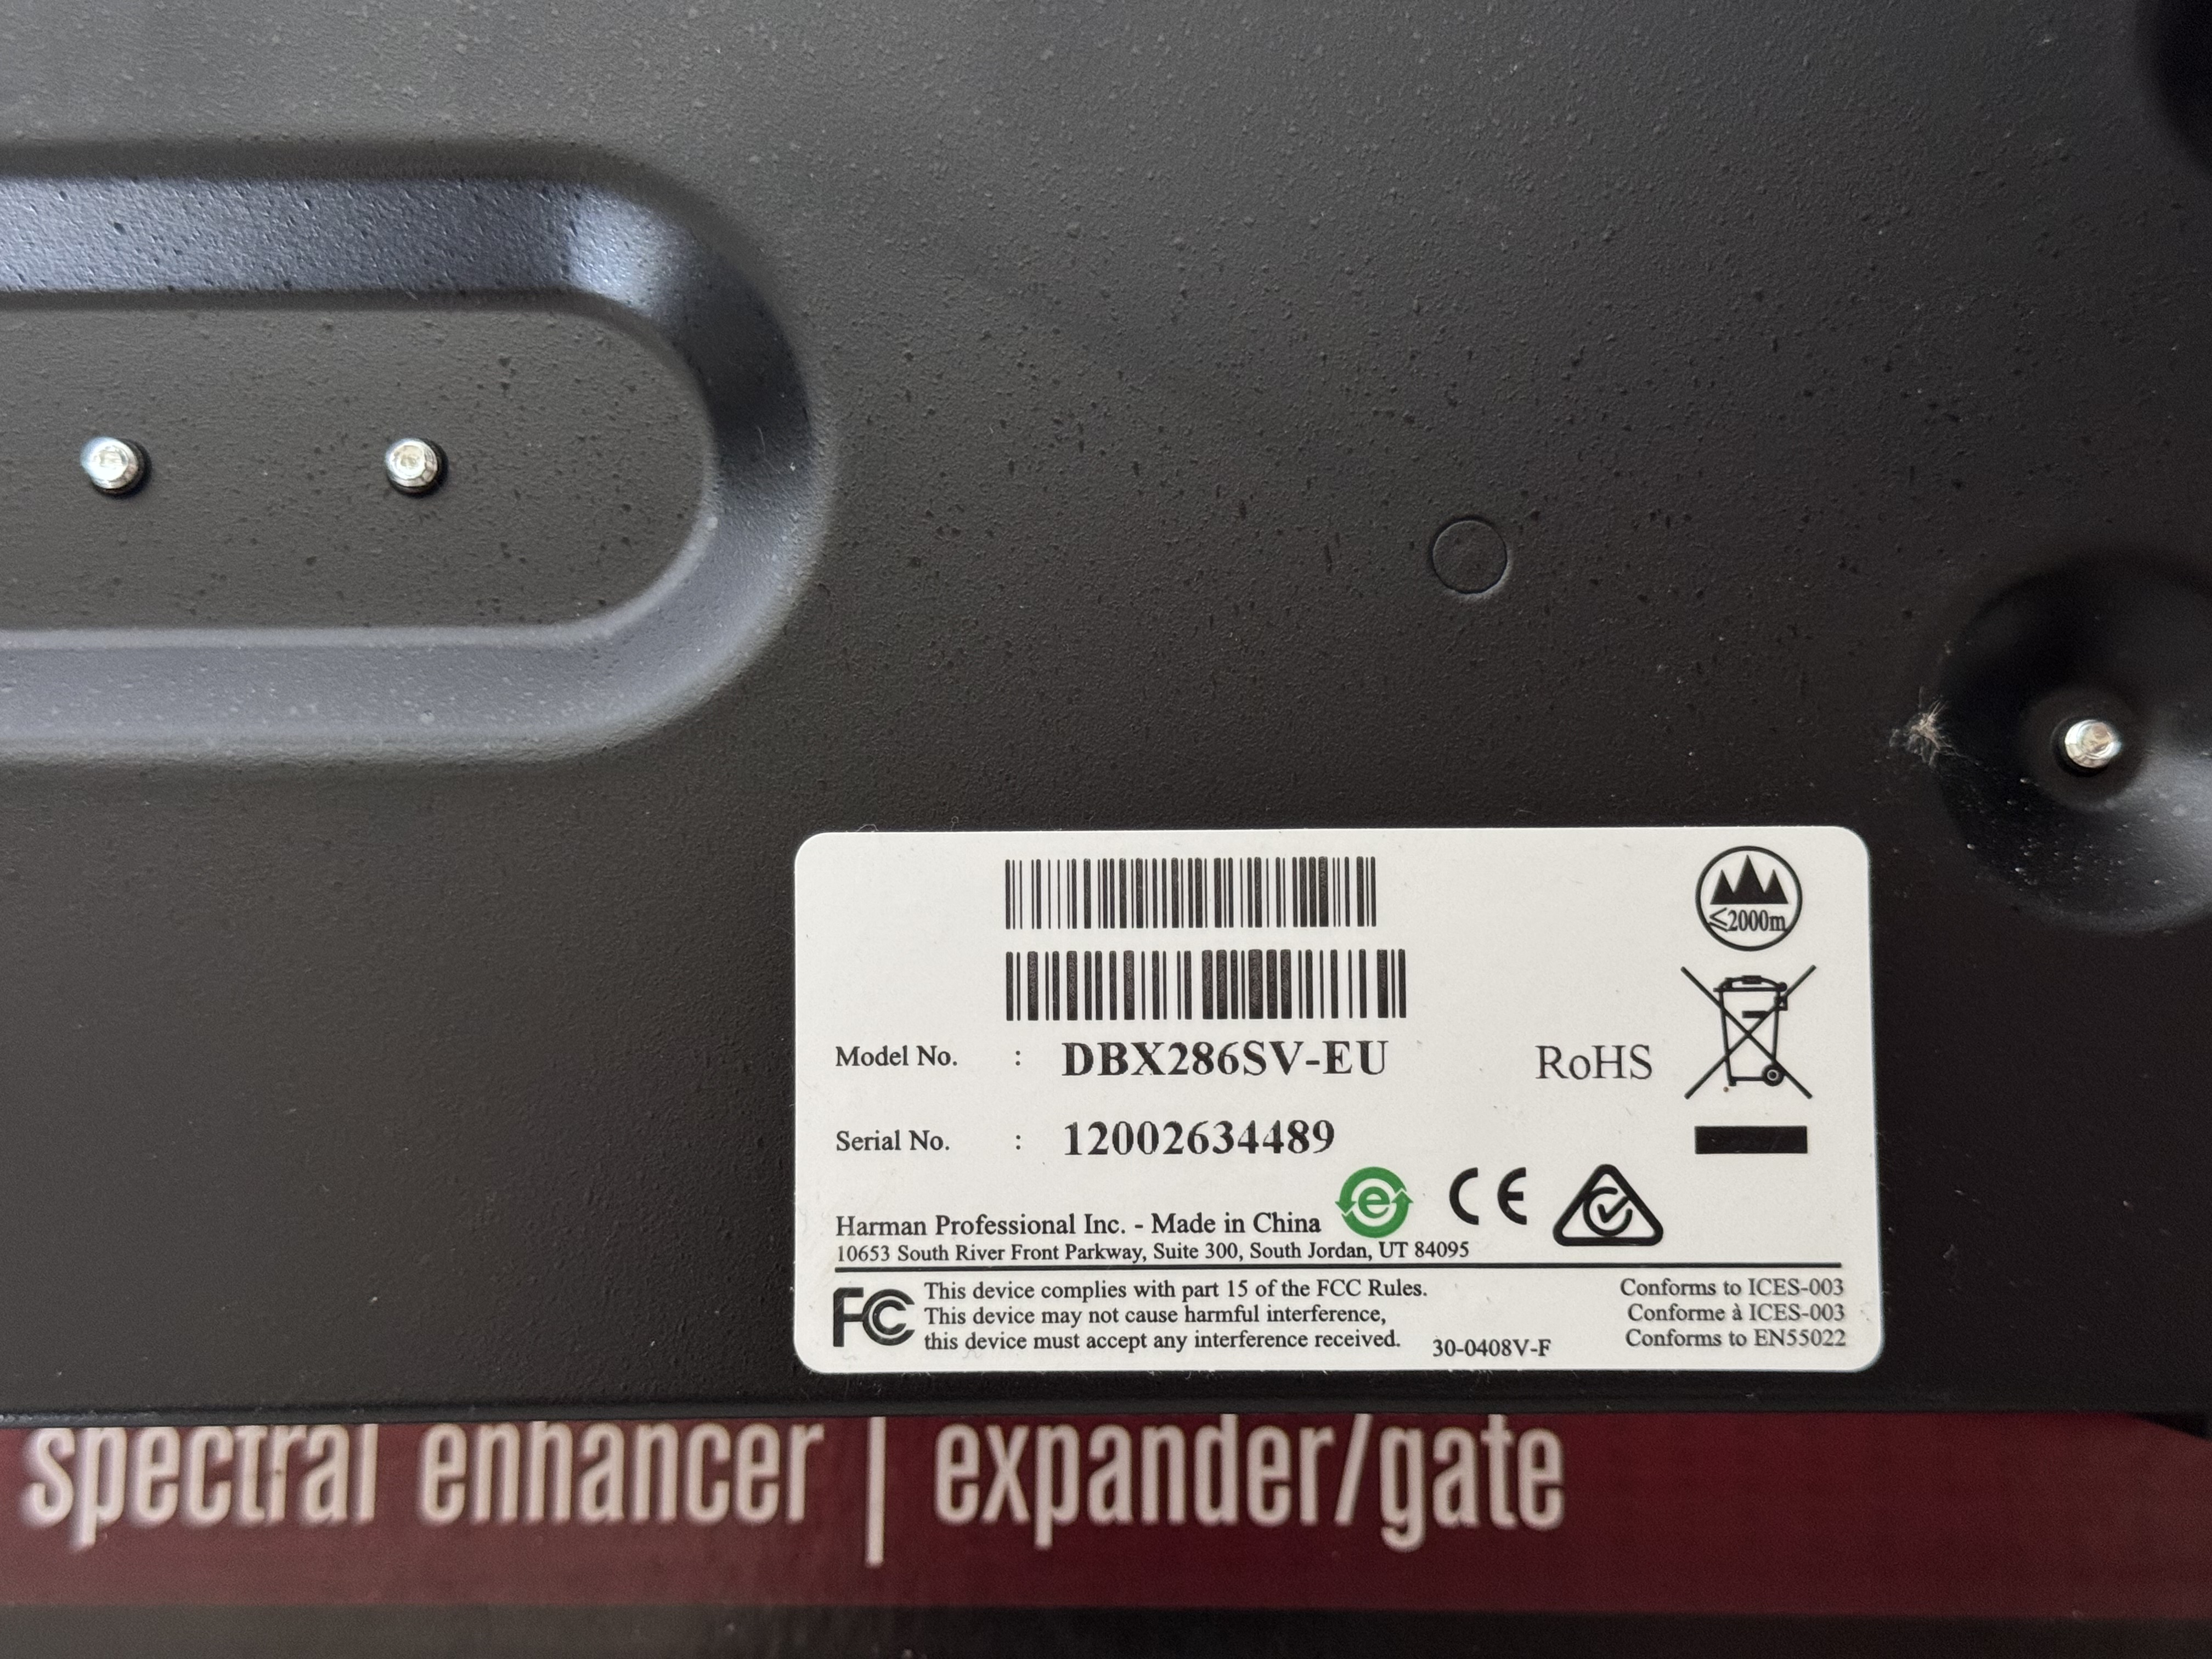 ≤2000m
Model No. : DBX286SV-EU
RoHS
Serial No. : 12002634489
e
CE
Harman Professional Inc. - Made in China
10653 South River Front Parkway, Suite 300, South Jordan, UT 84095
FC This device complies with part 15 of the FCC Rules.
This device may not cause harmful interference,
this device must accept any interference received.
30-0408V-F
Conforms to ICES-003
Conforme à ICES-003
Conforms to EN55022
spectral enhancer | expander/gate